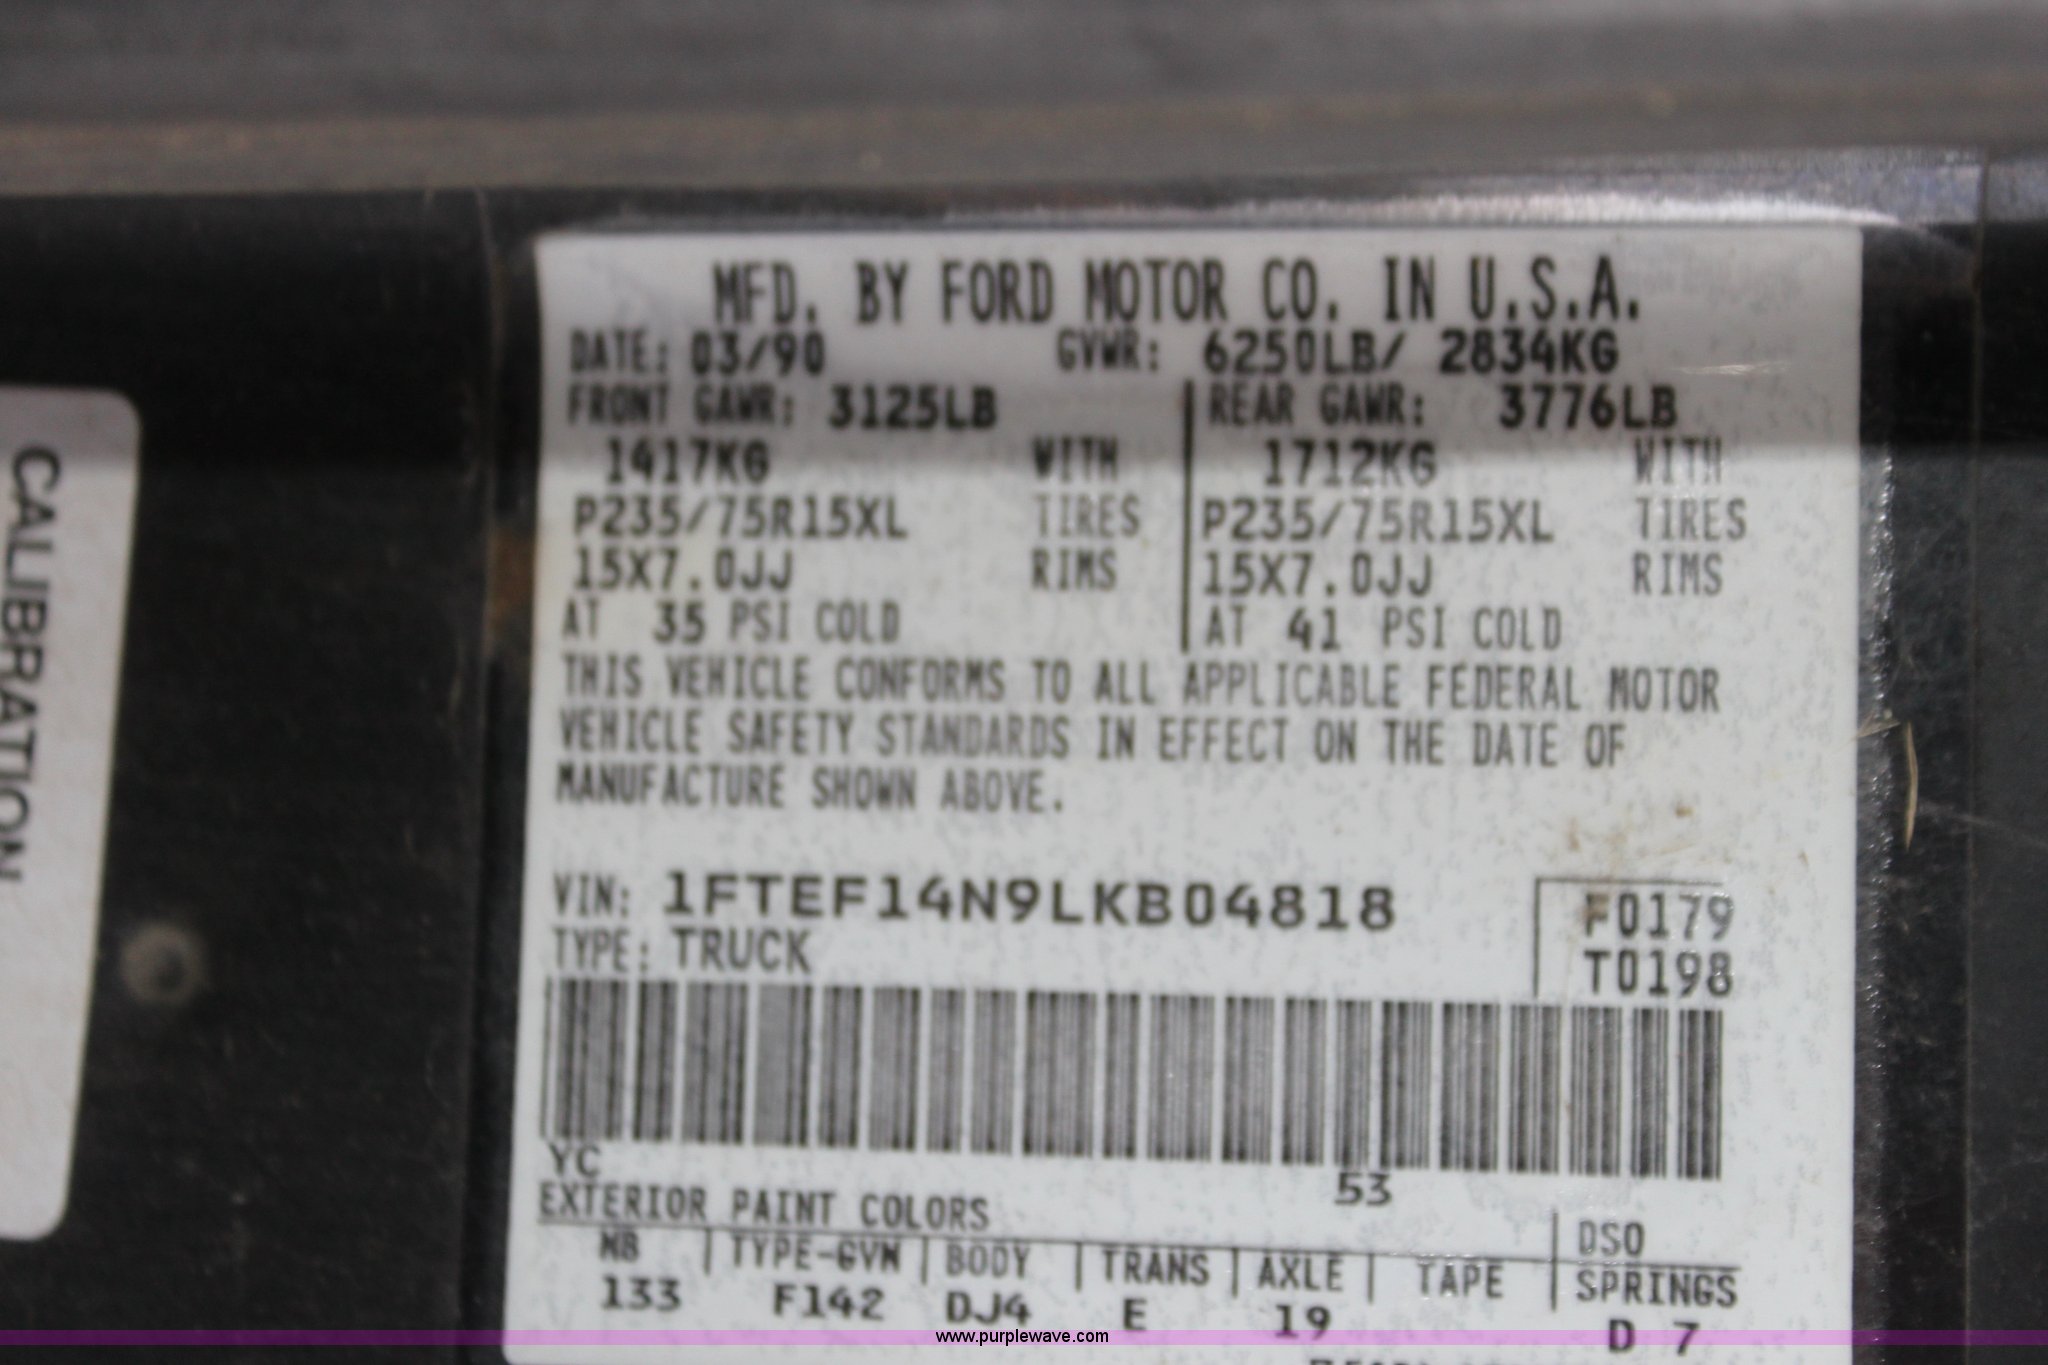 MFD. BY FORD MOTOR CO. IN U.S.A.
DATE: 03/90 GVWR: 6250LB/ 2834KG
FRONT GAWR: 3125LB REAR GAWR: 3776LB
1417KG WITH 1712KG WITH
P235/75R15XL TIRES P235/75R15XL TIRES
15X7.0JJ RIMS 15X7.0JJ RIMS
AT 35 PSI COLD AT 41 PSI COLD
THIS VEHICLE CONFORMS TO ALL APPLICABLE FEDERAL MOTOR
VEHICLE SAFETY STANDARDS IN EFFECT ON THE DATE OF
MANUFACTURE SHOWN ABOVE.
VIN: 1FTEF14N9LKB04818
F0179
TYPE: TRUCK
T0198
YC
53
EXTERIOR PAINT COLORS DSO
WB TYPE-GVW BODY TRANS AXLE TAPE SPRINGS
133 F142 DJ4 E 19 D 7
CALIBRATION
www.purplewave.com